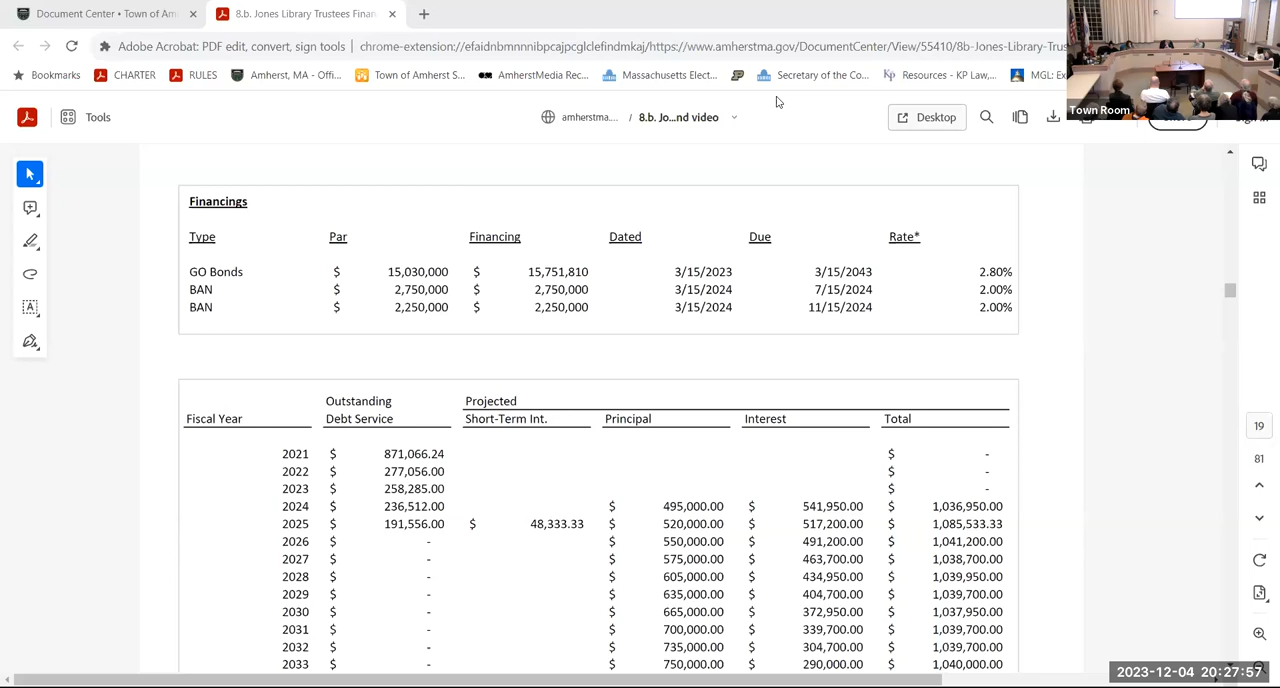 Document Center • Town of Am
8.b. Jones Library Trustees Finan
Adobe Acrobat: PDF edit, convert, sign tools | chrome-extension://efaidnbmnnnibpcajpcglclefindmkaj/https://www.amherstma.gov/DocumentCenter/View/55410/8b-Jones-Library-Trus
Bookmarks CHARTER RULES Amherst, MA - Offi... Town of Amherst S... AmherstMedia Rec... Massachusetts Elect... Secretary of the Co... Resources - KP Law,... MGL: Ex
Town Room
Tools amherstma.... / 8.b. Jo...nd video Desktop
Financings
Type Par Financing Dated Due Rate*
GO Bonds $ 15,030,000 $ 15,751,810 3/15/2023 3/15/2043 2.80%
BAN $ 2,750,000 $ 2,750,000 3/15/2024 7/15/2024 2.00%
BAN $ 2,250,000 $ 2,250,000 3/15/2024 11/15/2024 2.00%
Outstanding Projected
Fiscal Year Debt Service Short-Term Int. Principal Interest Total
2021 $ 871,066.24 $ -
2022 $ 277,056.00 $ -
2023 $ 258,285.00 $ -
2024 $ 236,512.00 $ 495,000.00 $ 541,950.00 $ 1,036,950.00
2025 $ 191,556.00 $ 48,333.33 $ 520,000.00 $ 517,200.00 $ 1,085,533.33
2026 $ - $ 550,000.00 $ 491,200.00 $ 1,041,200.00
2027 $ - $ 575,000.00 $ 463,700.00 $ 1,038,700.00
2028 $ - $ 605,000.00 $ 434,950.00 $ 1,039,950.00
2029 $ - $ 635,000.00 $ 404,700.00 $ 1,039,700.00
2030 $ - $ 665,000.00 $ 372,950.00 $ 1,037,950.00
2031 $ - $ 700,000.00 $ 339,700.00 $ 1,039,700.00
2032 $ - $ 735,000.00 $ 304,700.00 $ 1,039,700.00
2033 $ - $ 750,000.00 $ 290,000.00 $ 1,040,000.00
19
81
2023-12-04 20:27:57